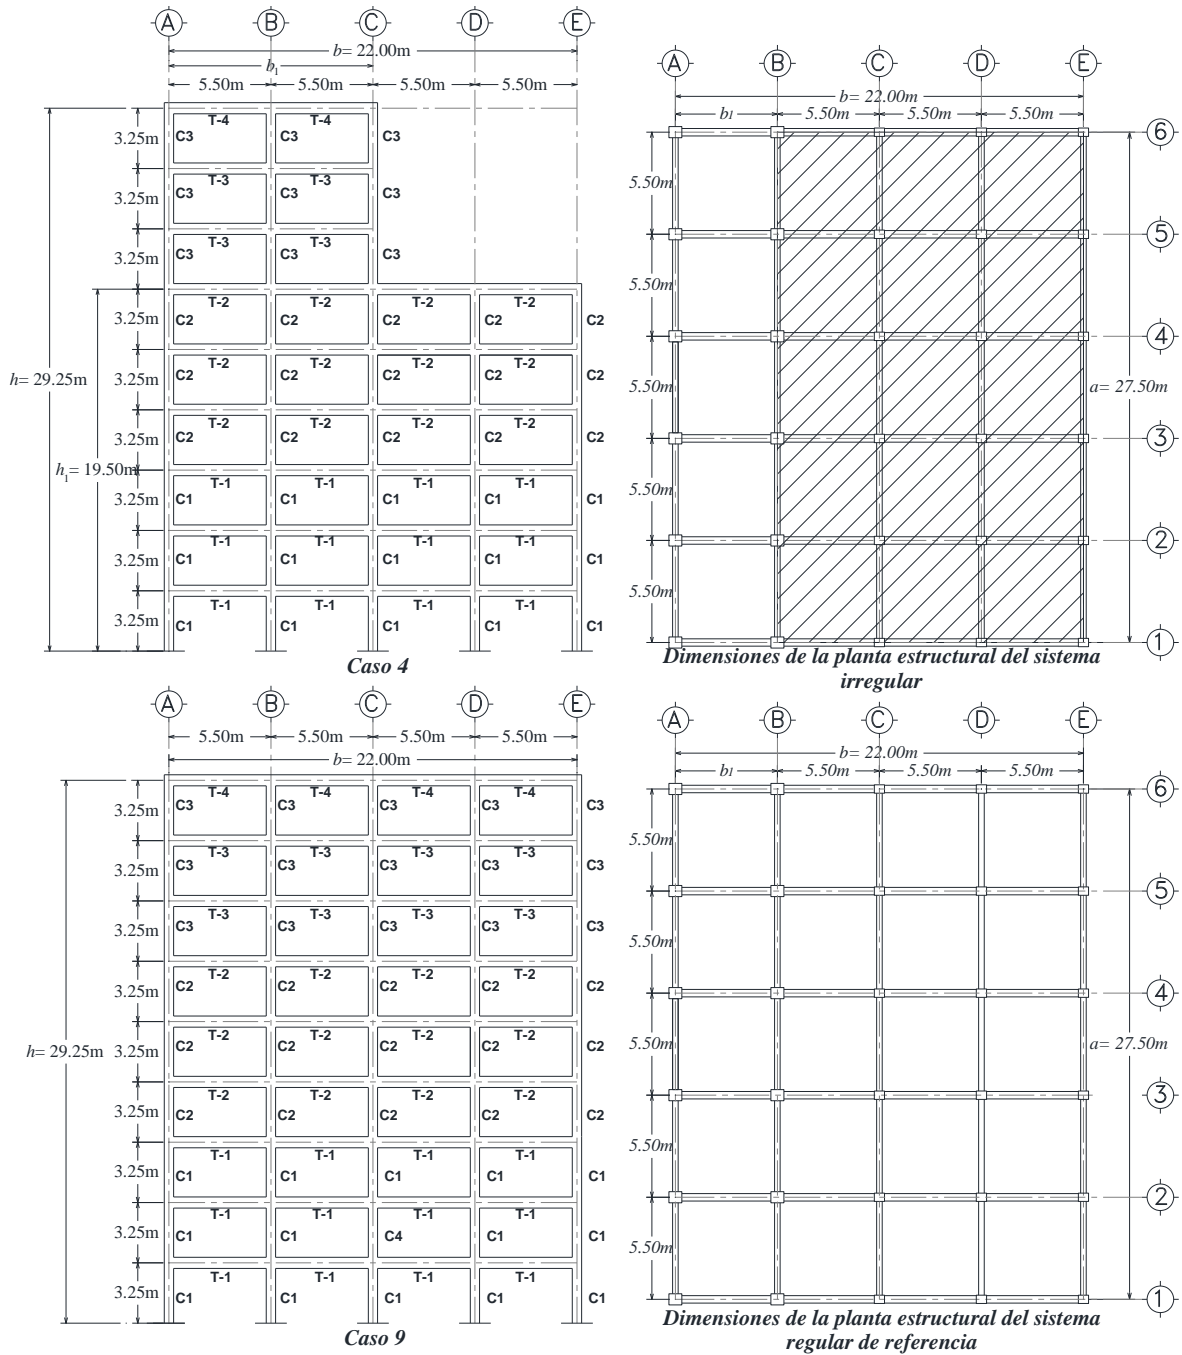 A B C D E
b= 22.00m
b1
5.50m 5.50m 5.50m 5.50m
T-4 T-4
3.25m C3 C3 C3
T-3 T-3
3.25m C3 C3 C3
T-3 T-3
3.25m C3 C3 C3
T-2 T-2 T-2 T-2
3.25m C2 C2 C2 C2 C2
T-2 T-2 T-2 T-2
h= 29.25m 3.25m C2 C2 C2 C2 C2
T-2 T-2 T-2 T-2
3.25m C2 C2 C2 C2 C2
h1= 19.50m
T-1 T-1 T-1 T-1
3.25m C1 C1 C1 C1 C1
T-1 T-1 T-1 T-1
3.25m C1 C1 C1 C1 C1
T-1 T-1 T-1 T-1
3.25m C1 C1 C1 C1 C1
Caso 4
A B C D E
b= 22.00m
b1 5.50m 5.50m 5.50m
6
5.50m
5
5.50m
4
5.50m a= 27.50m
3
5.50m
2
5.50m
1
Dimensiones de la planta estructural del sistema
irregular
A B C D E
5.50m 5.50m 5.50m 5.50m
b= 22.00m
T-4 T-4 T-4 T-4
3.25m C3 C3 C3 C3 C3
T-3 T-3 T-3 T-3
3.25m C3 C3 C3 C3 C3
T-3 T-3 T-3 T-3
3.25m C3 C3 C3 C3 C3
T-2 T-2 T-2 T-2
3.25m C2 C2 C2 C2 C2
T-2 T-2 T-2 T-2
h= 29.25m 3.25m C2 C2 C2 C2 C2
T-2 T-2 T-2 T-2
3.25m C2 C2 C2 C2 C2
T-1 T-1 T-1 T-1
3.25m C1 C1 C1 C1 C1
T-1 T-1 T-1 T-1
3.25m C1 C1 C4 C1 C1
T-1 T-1 T-1 T-1
3.25m C1 C1 C1 C1 C1
Caso 9
A B C D E
b= 22.00m
b1 5.50m 5.50m 5.50m
6
5.50m
5
5.50m
4
5.50m a= 27.50m
3
5.50m
2
5.50m
1
Dimensiones de la planta estructural del sistema
regular de referencia